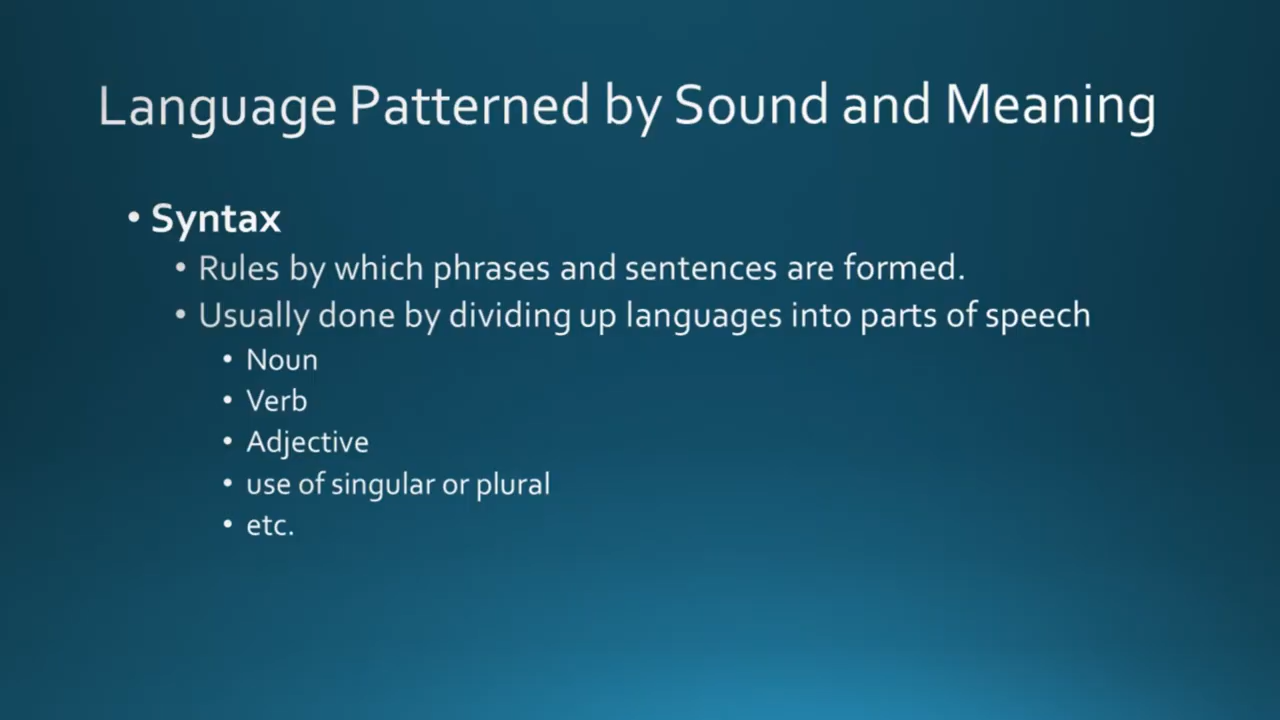 Language Patterned by Sound and Meaning
• Syntax
• Rules by which phrases and sentences are formed.
• Usually done by dividing up languages into parts of speech
• Noun
• Verb
• Adjective
• use of singular or plural
• etc.